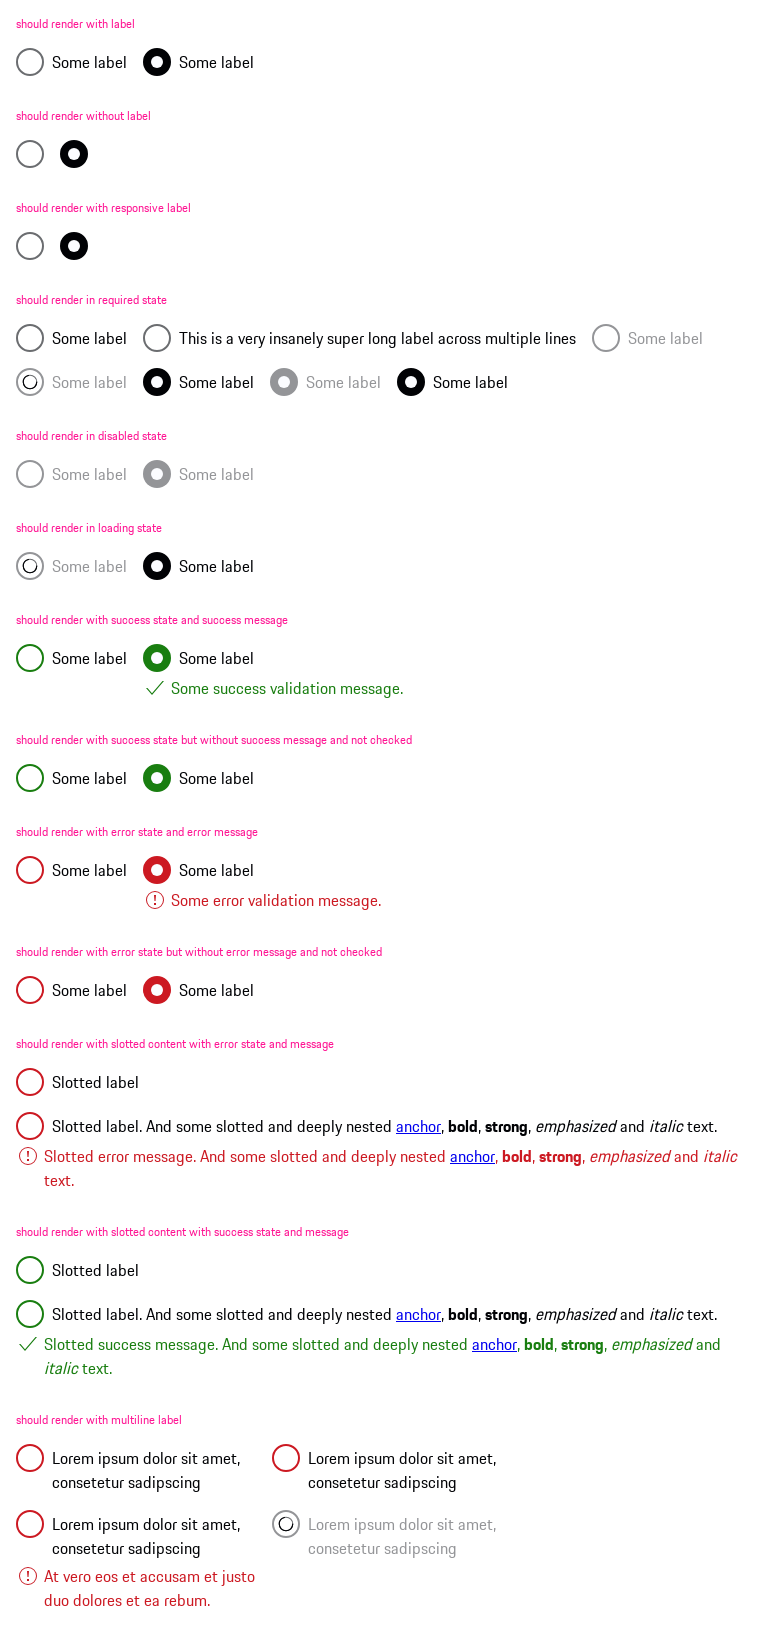 should render with label
Some label Some label
should render without label
should render with responsive label
should render in required state
Some label This is a very insanely super long label across multiple lines Some label
Some label Some label Some label Some label
should render in disabled state
Some label Some label
should render in loading state
Some label Some label
should render with success state and success message
Some label Some label
Some success validation message.
should render with success state but without success message and not checked
Some label Some label
should render with error state and error message
Some label Some label
Some error validation message.
should render with error state but without error message and not checked
Some label Some label
should render with slotted content with error state and message
Slotted label
Slotted label. And some slotted and deeply nested anchor, bold, strong, emphasized and italic text.
Slotted error message. And some slotted and deeply nested anchor, bold, strong, emphasized and italic
text.
should render with slotted content with success state and message
Slotted label
Slotted label. And some slotted and deeply nested anchor, bold, strong, emphasized and italic text.
Slotted success message. And some slotted and deeply nested anchor, bold, strong, emphasized and
italic text.
should render with multiline label
Lorem ipsum dolor sit amet,
consetetur sadipscing
Lorem ipsum dolor sit amet,
consetetur sadipscing
Lorem ipsum dolor sit amet,
consetetur sadipscing
At vero eos et accusam et justo
duo dolores et ea rebum.
Lorem ipsum dolor sit amet,
consetetur sadipscing